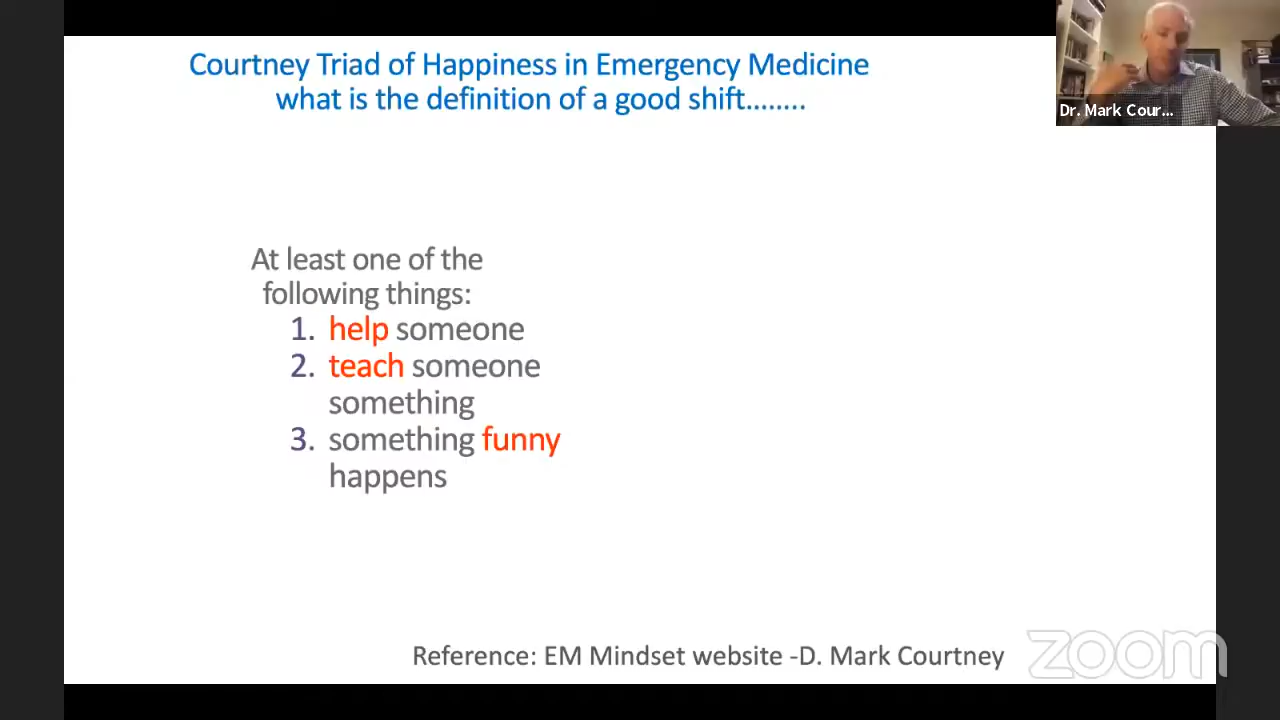 Courtney Triad of Happiness in Emergency Medicine
what is the definition of a good shift........
Dr. Mark Cour...
At least one of the
following things:
1. help someone
2. teach someone
something
3. something funny
happens
Reference: EM Mindset website -D. Mark Courtney
zoom